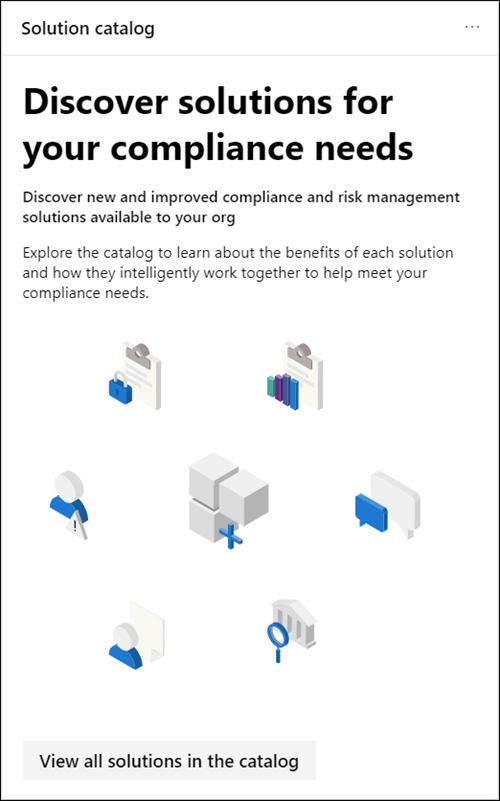 Solution catalog
...
Discover solutions for
your compliance needs
Discover new and improved compliance and risk management
solutions available to your org
Explore the catalog to learn about the benefits of each solution
and how they intelligently work together to help meet your
compliance needs.
!
View all solutions in the catalog